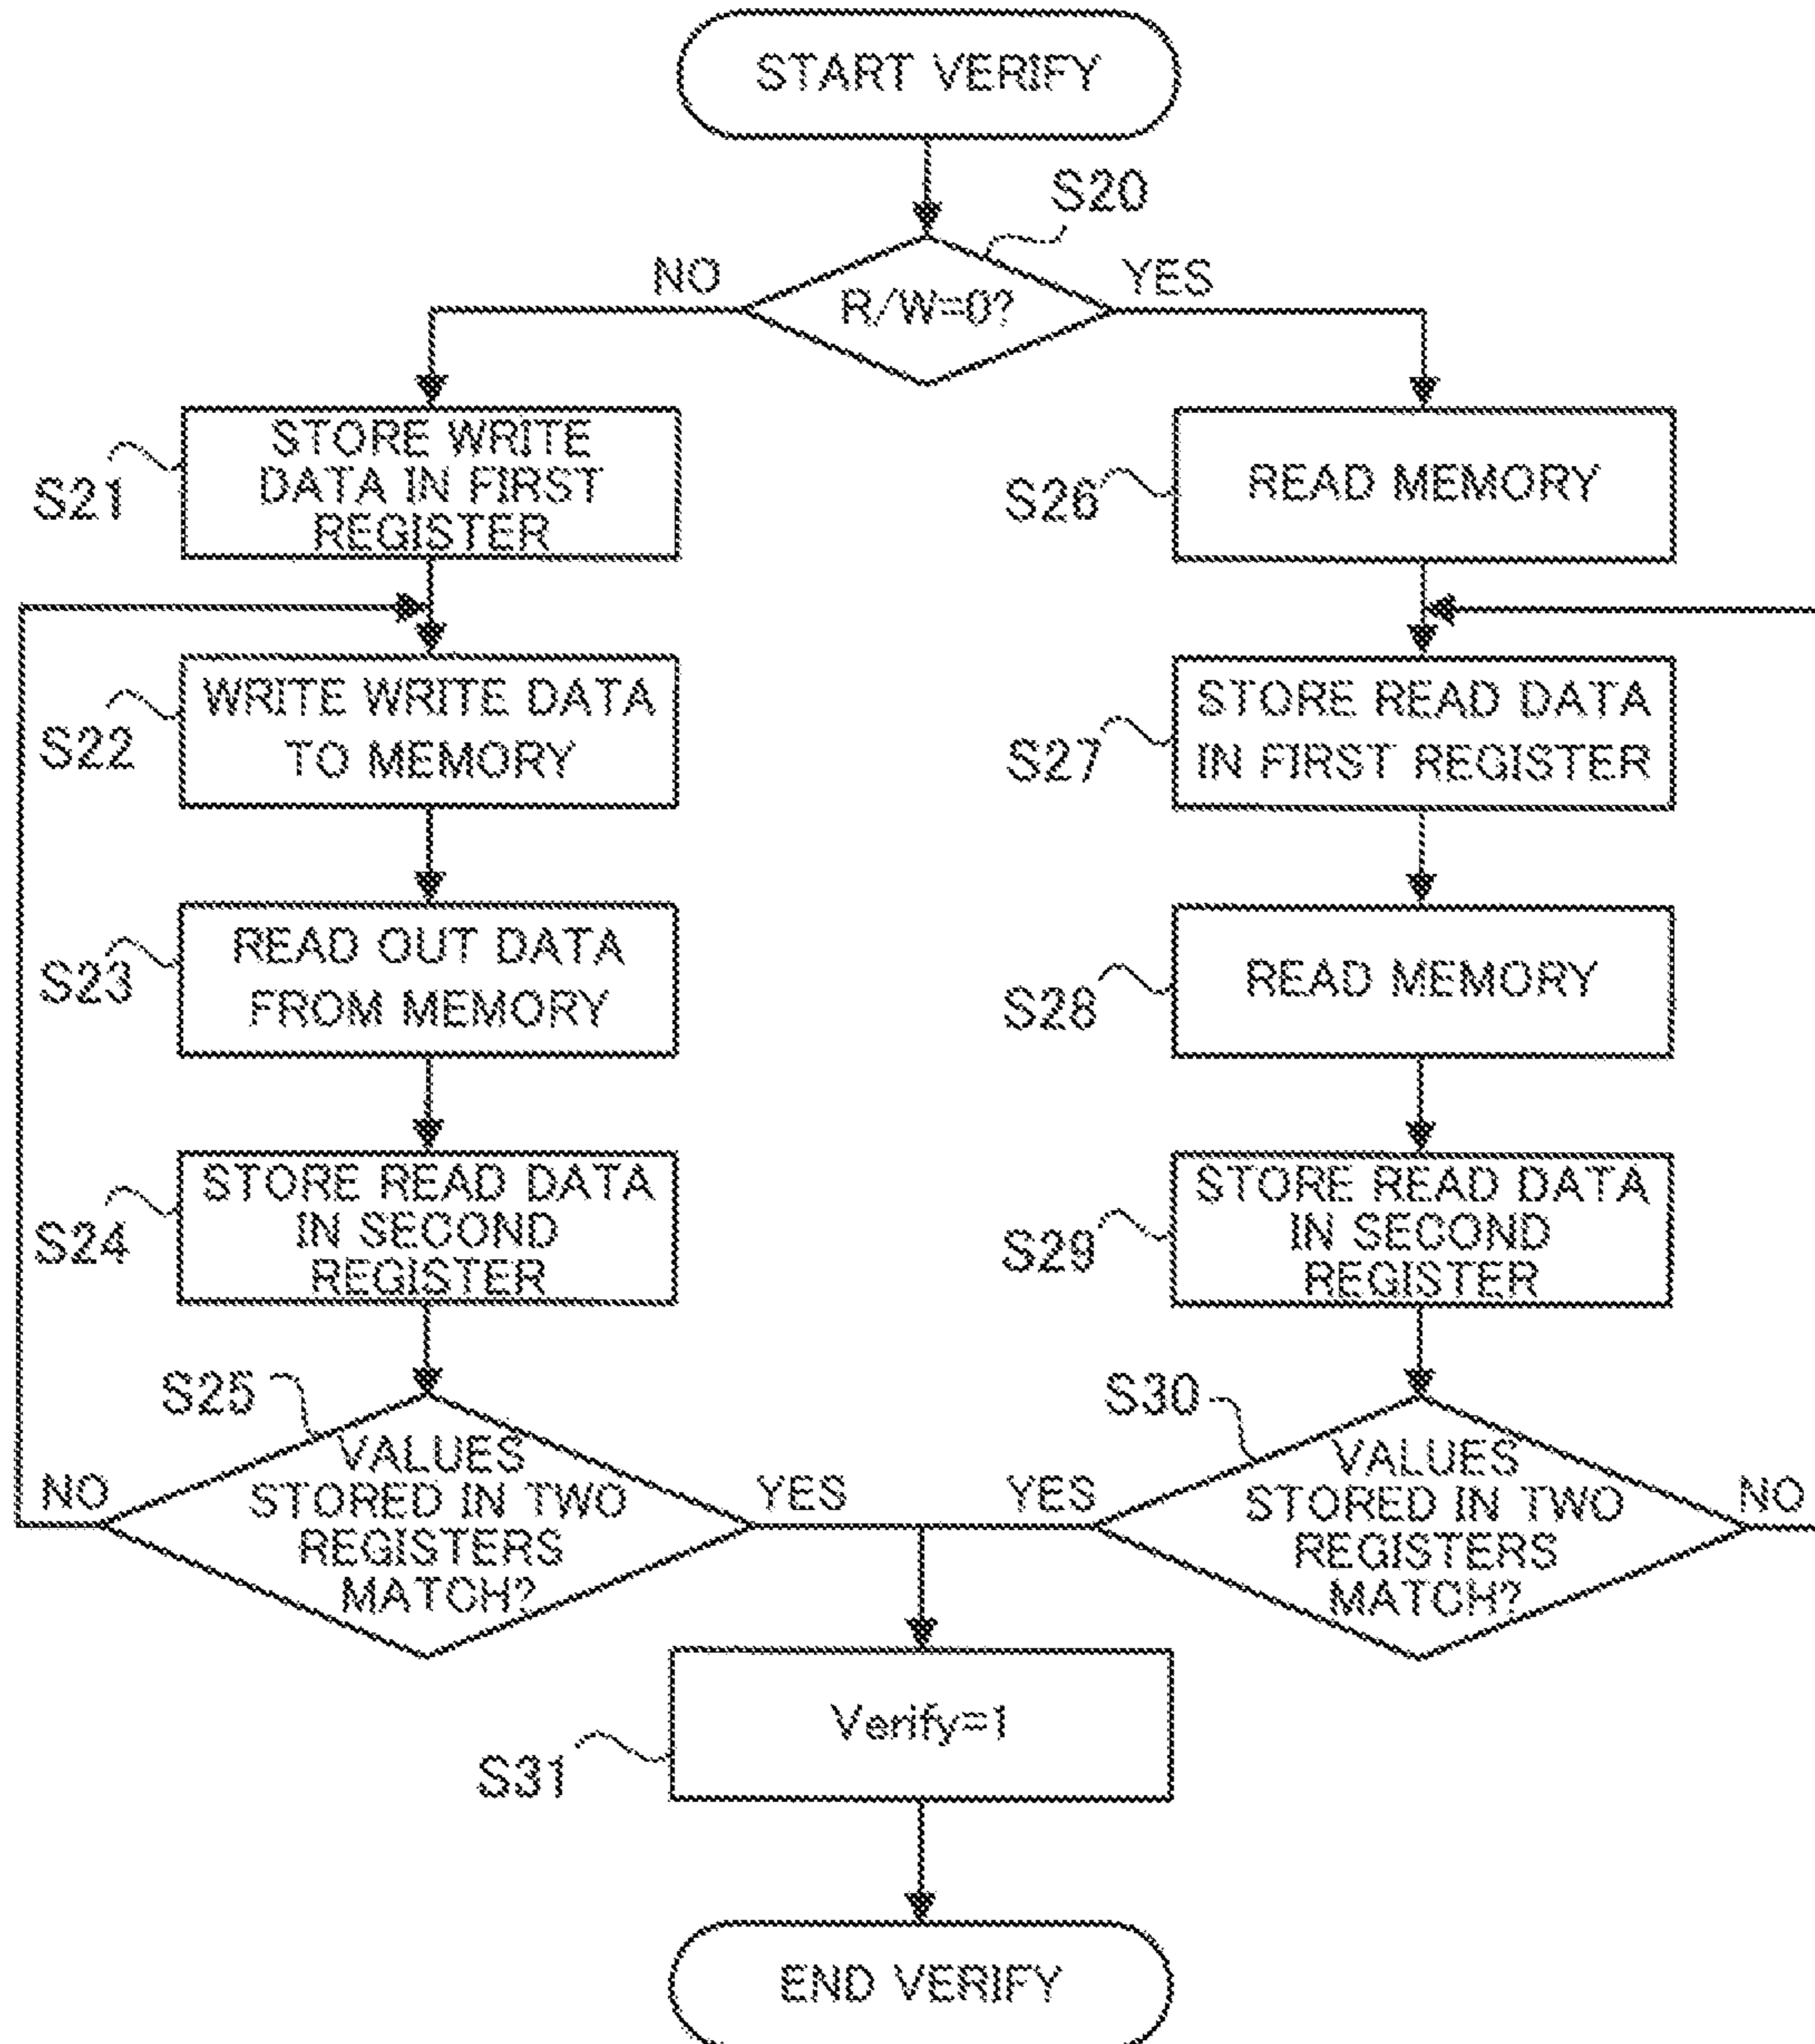 START VERIFY
S20
NO
YES
R/W=0?
STORE WRITE
DATA IN FIRST
REGISTER
S21
WRITE WRITE DATA
TO MEMORY
S22
READ OUT DATA
FROM MEMORY
S23
STORE READ DATA
IN SECOND
REGISTER
S24
S25
VALUES
STORED IN TWO
REGISTERS
MATCH?
NO
YES
READ MEMORY
S26
STORE READ DATA
IN FIRST REGISTER
S27
READ MEMORY
S28
STORE READ DATA
IN SECOND
REGISTER
S29
S30
VALUES
STORED IN TWO
REGISTERS
MATCH?
YES
NO
Verify=1
S31
END VERIFY